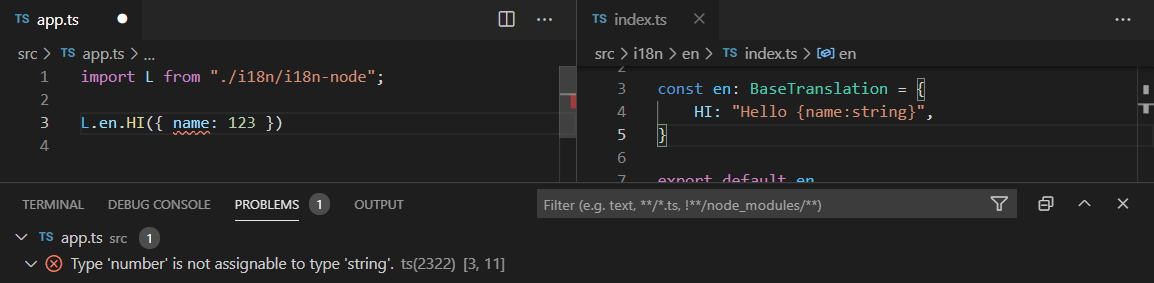 TS app.ts
src > TS app.ts > ...
1 import L from "./i18n/i18n-node";
2
3 L.en.HI({ name: 123 })
4
TS index.ts
src > i18n > en > TS index.ts > en
2
3 const en: BaseTranslation = {
4 HI: "Hello {name:string}",
5 }
6
7 export default en
TERMINAL DEBUG CONSOLE PROBLEMS 1 OUTPUT Filter (e.g. text, **/*.ts, !**/node_modules/**)
TS app.ts src 1
Type 'number' is not assignable to type 'string'. ts(2322) [3, 11]